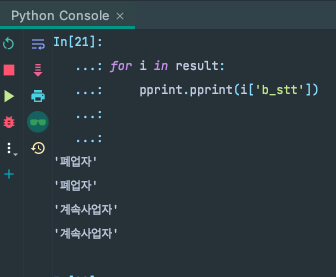 Python Console ×
In[21]:
...: for i in result:
...:     pprint.pprint(i['b_stt'])
...:
...:
'폐업자'
'폐업자'
'계속사업자'
'계속사업자'